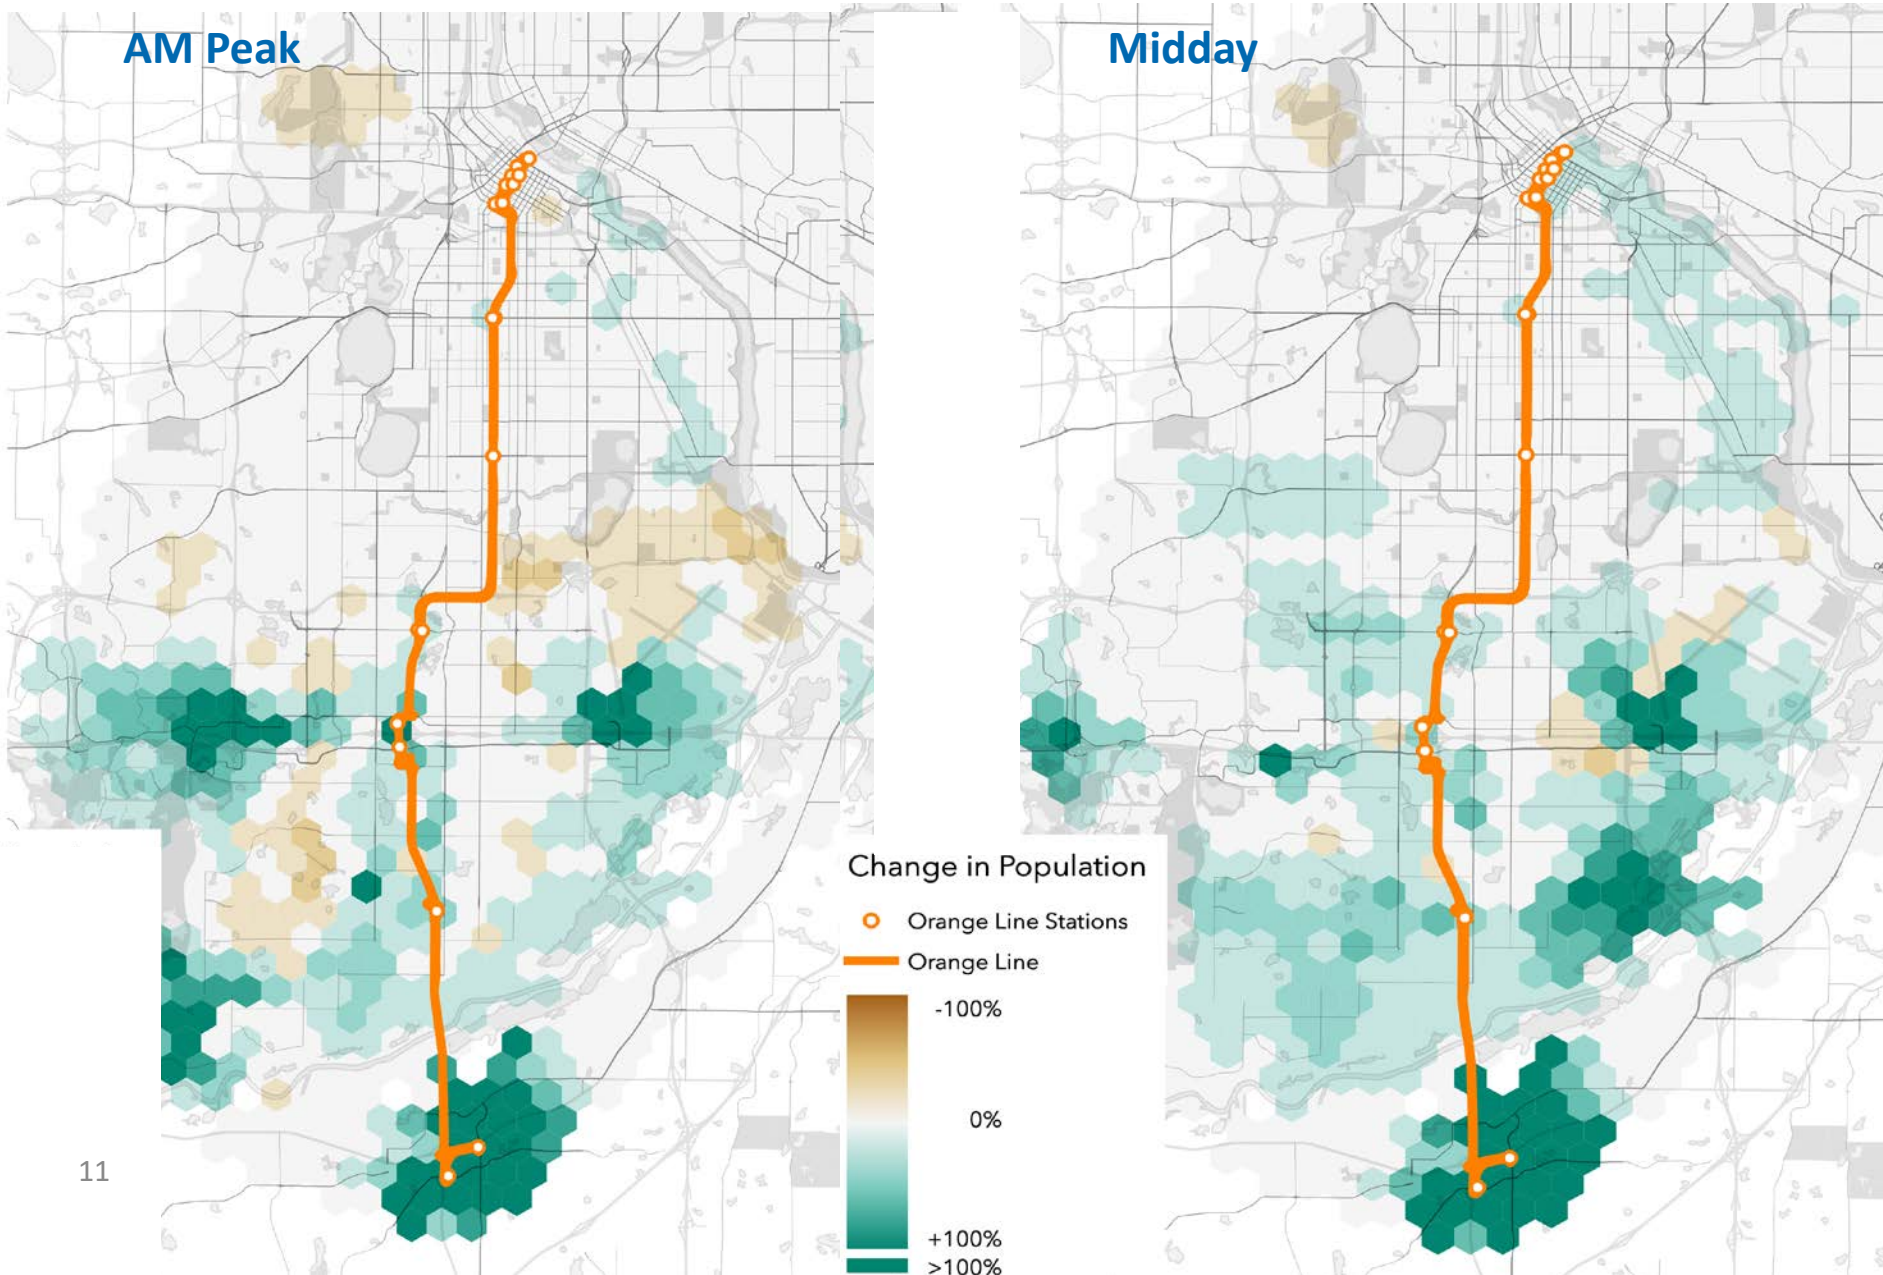 AM Peak
Midday
Change in Population
Orange Line Stations
Orange Line
-100%
0%
+100%
>100%
11